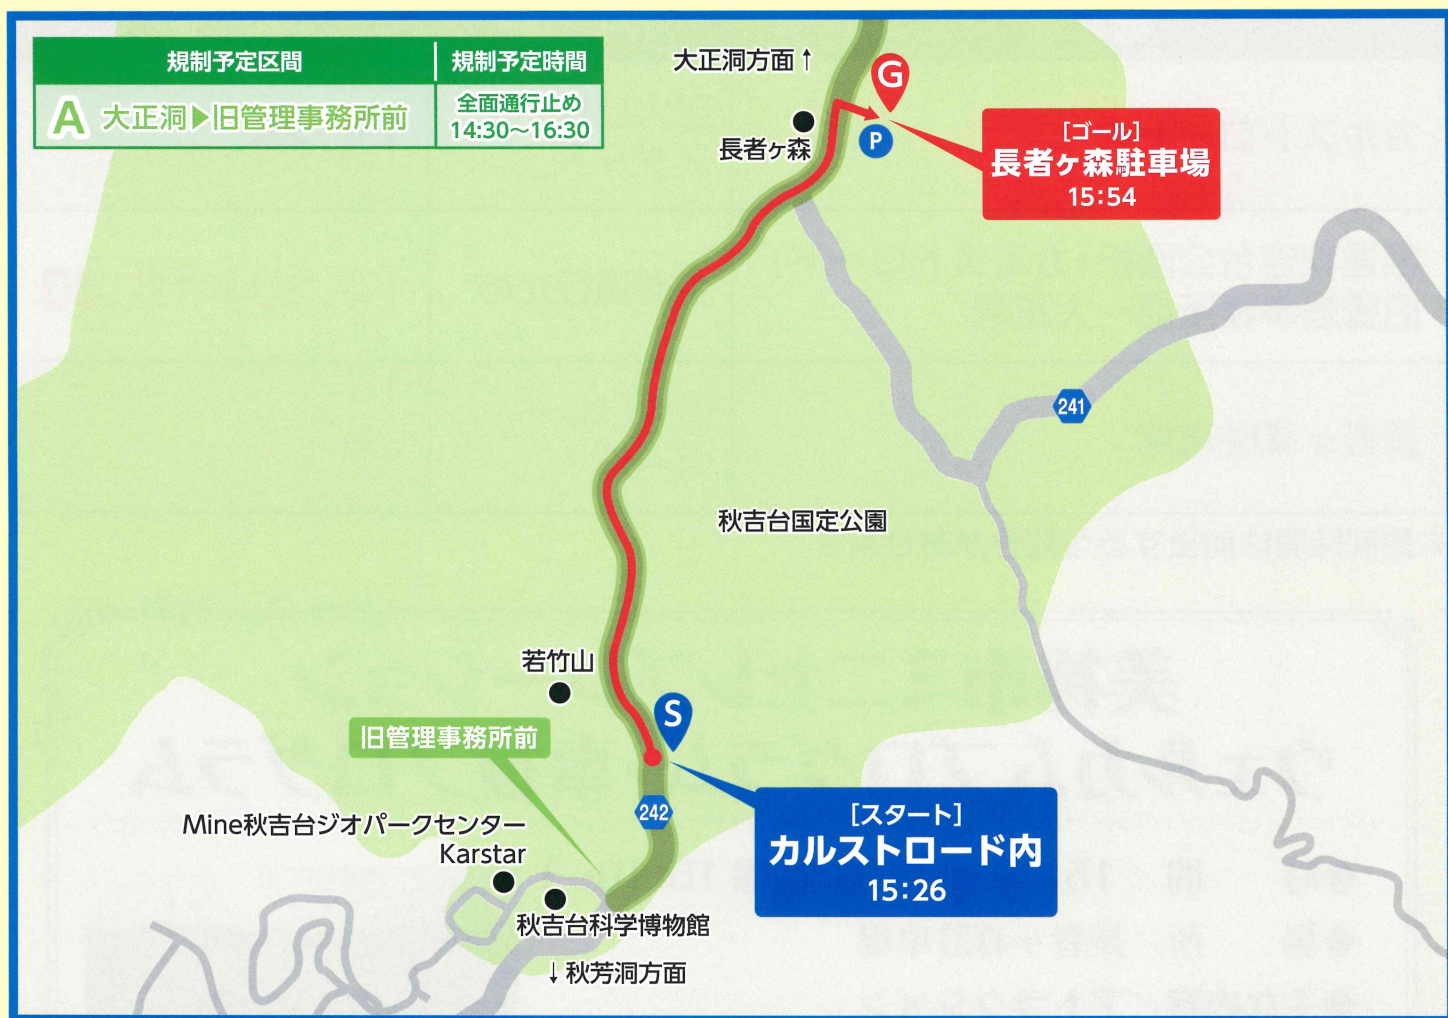 規制予定区間 規制予定時間
A 大正洞▶旧管理事務所前 全面通行止め
14:30〜16:30
大正洞方面↑
G
長者ヶ森
P
[ゴール]
長者ヶ森駐車場
15:54
241
秋吉台国定公園
若竹山
S
旧管理事務所前
242
[スタート]
カルストロード内
15:26
Mine秋吉台ジオパークセンター
Karstar
秋吉台科学博物館
↓秋芳洞方面